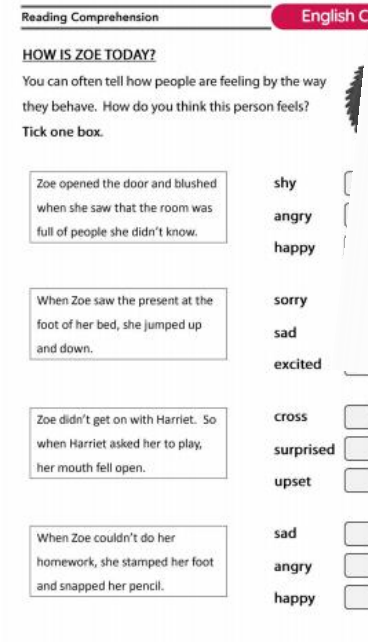 Reading Comprehension
English C
HOW IS ZOE TODAY?
You can often tell how people are feeling by the way
they behave. How do you think this person feels?
Tick one box.
Zoe opened the door and blushed
when she saw that the room was
full of people she didn't know.
shy
angry
happy
When Zoe saw the present at the
foot of her bed, she jumped up
and down.
sorry
sad
excited
Zoe didn't get on with Harriet. So
when Harriet asked her to play,
her mouth fell open.
cross
surprised
upset
When Zoe couldn't do her
homework, she stamped her foot
and snapped her pencil.
sad
angry
happy